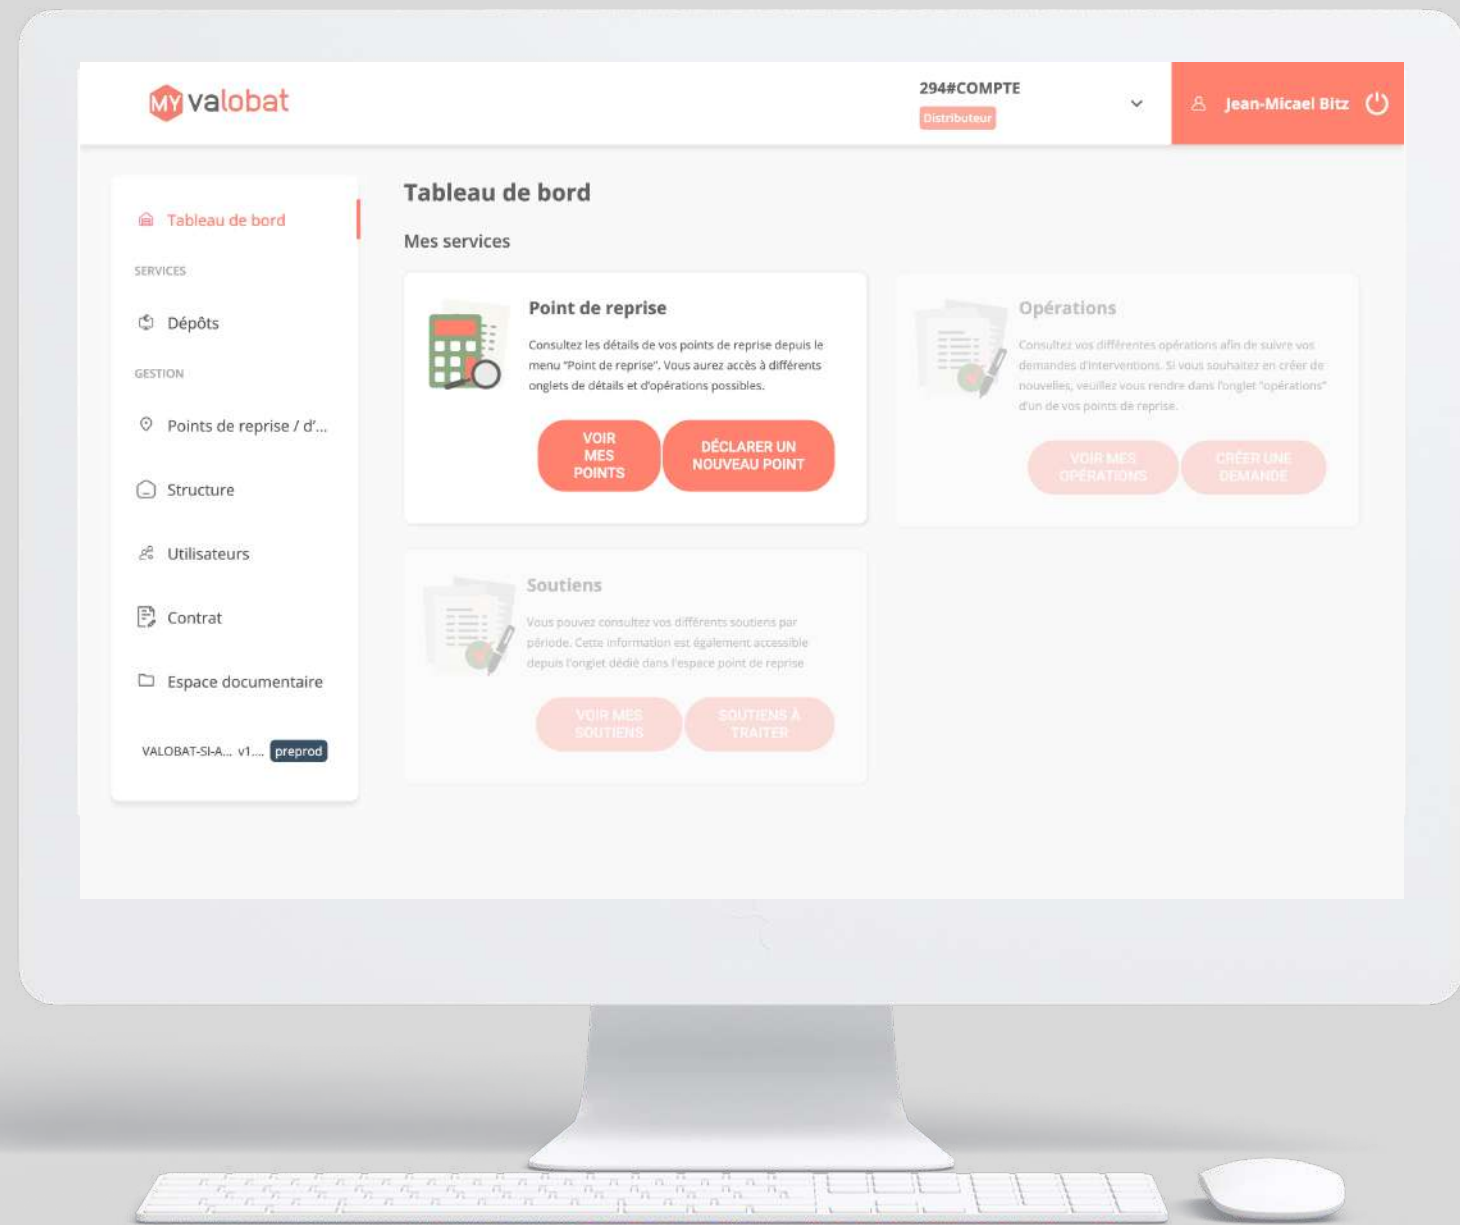 MY valobat
294#COMPTE
Distributeur
Jean-Micael Bitz
Tableau de bord
SERVICES
Dépôts
GESTION
Points de reprise / d'...
Structure
Utilisateurs
Contrat
Espace documentaire
VALOBAT-SI-A... v1.... preprod
Tableau de bord
Mes services
Point de reprise
Consultez les détails de vos points de reprise depuis le
menu "Point de reprise". Vous aurez accès à différents
onglets de détails et d'opérations possibles.
VOIR
MES
POINTS
DÉCLARER UN
NOUVEAU POINT
Opérations
Consultez vos différentes opérations afin de suivre vos
demandes d'interventions. Si vous souhaitez en créer de
nouvelles, veuillez vous rendre dans l'onglet "opérations"
d'un de vos points de reprise.
VOIR MES
OPÉRATIONS
CRÉER UNE
DEMANDE
Soutiens
Vous pouvez consultez vos différents soutiens par
période. Cette information est également accessible
depuis l'onglet dédié dans l'espace point de reprise
VOIR MES
SOUTIENS
SOUTIENS À
TRAITER